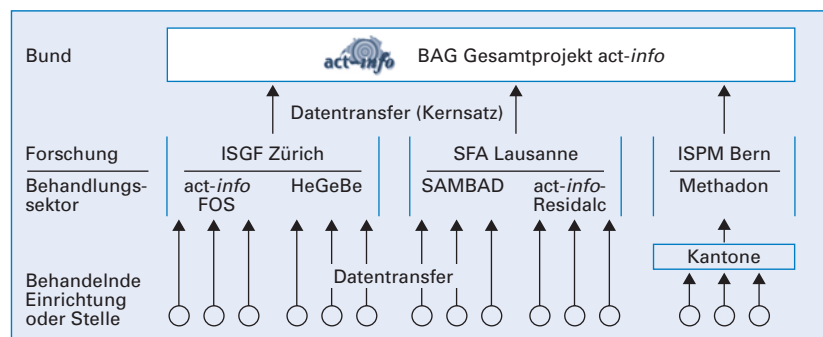 Bund
act-info
BAG Gesamtprojekt act-info
Datentransfer (Kernsatz)
Forschung
ISGF Zürich
SFA Lausanne
ISPM Bern
Behandlungs-
sektor
act-info
FOS
HeGeBe
SAMBAD
act-info-
Residalc
Methadon
Kantone
Datentransfer
Behandelnde
Einrichtung
oder Stelle